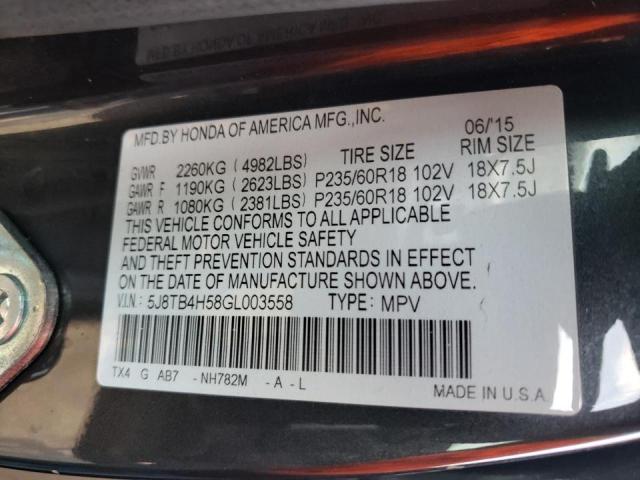 MFD.BY HONDA OF AMERICA MFG.,INC. 06/'15
GVWR 2260KG ( 4982LBS) TIRE SIZE RIM SIZE
GAWR F 1190KG ( 2623LBS) P235/60R18 102V 18X7.5J
GAWR R 1080KG ( 2381LBS) P235/60R18 102V 18X7.5J
THIS VEHICLE CONFORMS TO ALL APPLICABLE
FEDERAL MOTOR VEHICLE SAFETY
AND THEFT PREVENTION STANDARDS IN EFFECT
ON THE DATE OF MANUFACTURE SHOWN ABOVE.
V.I.N.: 5J8TB4H58GL003558 TYPE: MPV
TX4 G AB7 -NH782M -A-L
MADE IN U.S.A.